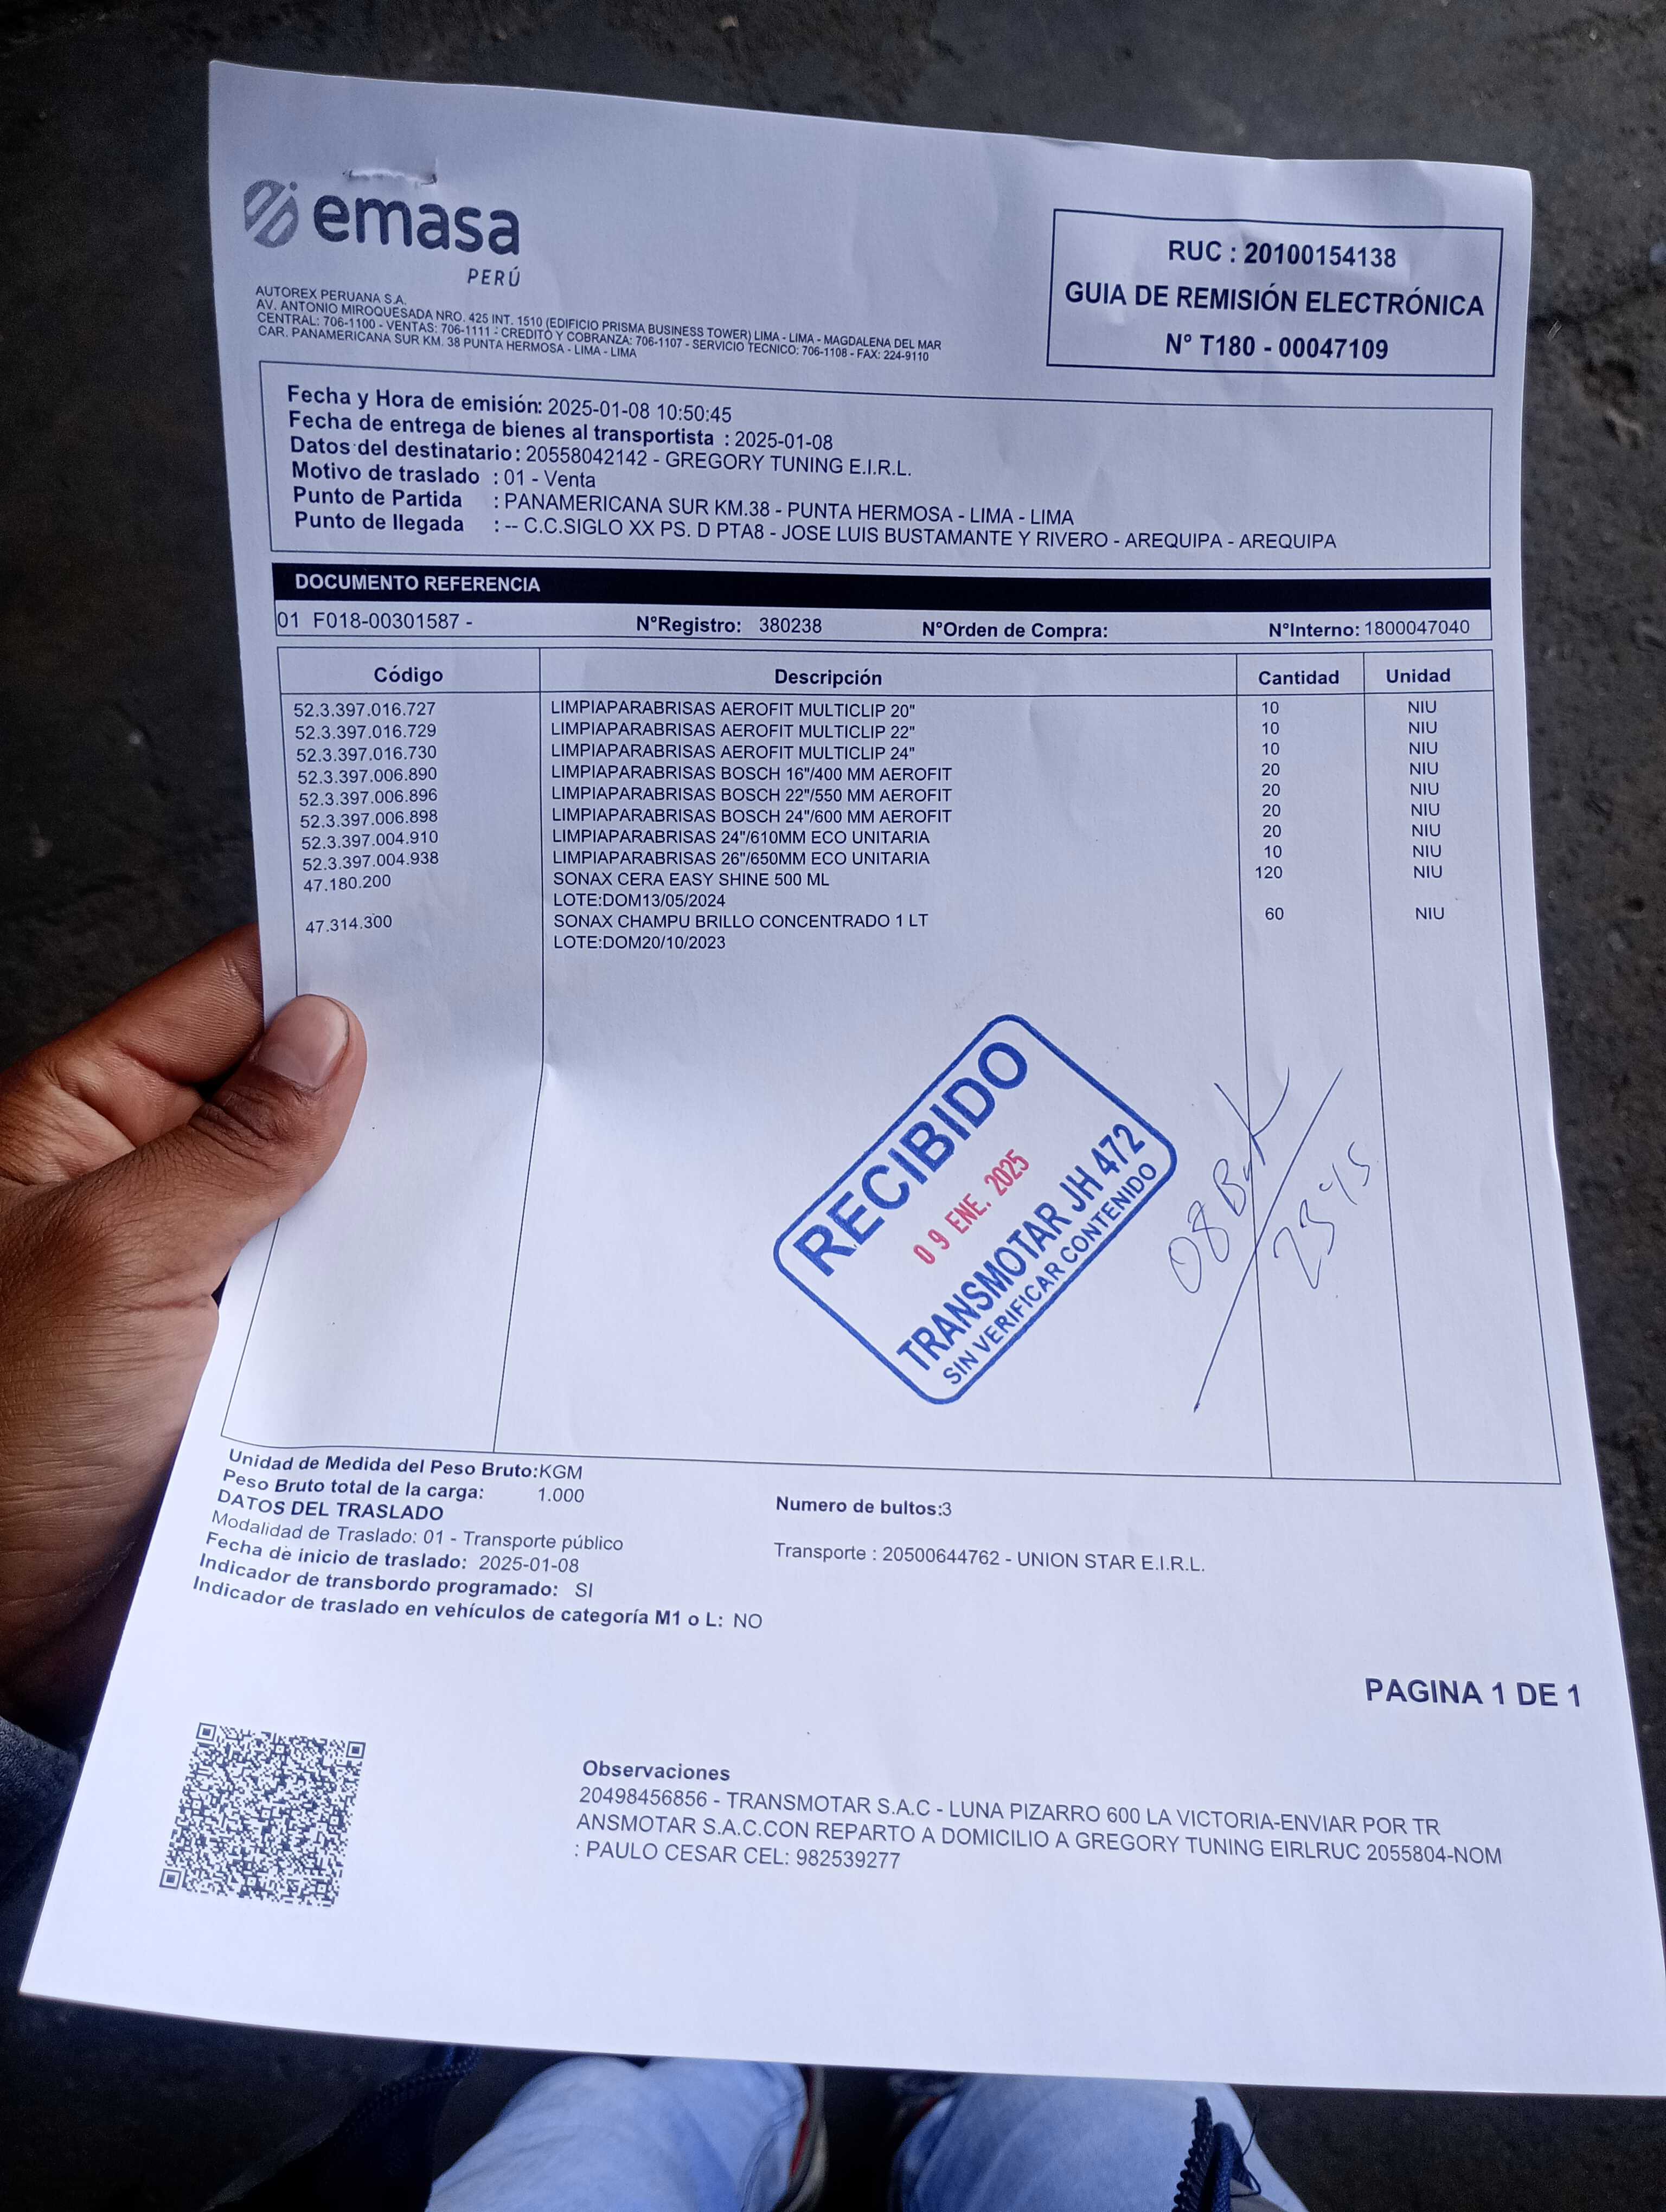 emasa
PERÚ
AUTOREX PERUANA S.A.
AV. ANTONIO MIROQUESADA NRO. 425 INT. 1510 (EDIFICIO PRISMA BUSINESS TOWER) LIMA - LIMA - MAGDALENA DEL MAR
CENTRAL: 706-1100 - VENTAS: 706-1111 - CREDITO Y COBRANZA: 706-1107 - SERVICIO TECNICO: 706-1108 - FAX: 224-9110
CAR. PANAMERICANA SUR KM. 38 PUNTA HERMOSA - LIMA - LIMA
RUC : 20100154138
GUIA DE REMISIÓN ELECTRÓNICA
N° T180 - 00047109
Fecha y Hora de emisión: 2025-01-08 10:50:45
Fecha de entrega de bienes al transportista : 2025-01-08
Datos del destinatario : 20558042142 - GREGORY TUNING E.I.R.L.
Motivo de traslado : 01 - Venta
Punto de Partida : PANAMERICANA SUR KM.38 - PUNTA HERMOSA - LIMA - LIMA
Punto de llegada : -- C.C.SIGLO XX PS. D PTA8 - JOSE LUIS BUSTAMANTE Y RIVERO - AREQUIPA - AREQUIPA
DOCUMENTO REFERENCIA
01 F018-00301587 - N°Registro: 380238 N°Orden de Compra: N°Interno: 1800047040
Código Descripción Cantidad Unidad
52.3.397.016.727 LIMPIAPARABRISAS AEROFIT MULTICLIP 20" 10 NIU
52.3.397.016.729 LIMPIAPARABRISAS AEROFIT MULTICLIP 22" 10 NIU
52.3.397.016.730 LIMPIAPARABRISAS AEROFIT MULTICLIP 24" 10 NIU
52.3.397.006.890 LIMPIAPARABRISAS BOSCH 16"/400 MM AEROFIT 20 NIU
52.3.397.006.896 LIMPIAPARABRISAS BOSCH 22"/550 MM AEROFIT 20 NIU
52.3.397.006.898 LIMPIAPARABRISAS BOSCH 24"/600 MM AEROFIT 20 NIU
52.3.397.004.910 LIMPIAPARABRISAS 24"/610MM ECO UNITARIA 20 NIU
52.3.397.004.938 LIMPIAPARABRISAS 26"/650MM ECO UNITARIA 10 NIU
47.180.200 SONAX CERA EASY SHINE 500 ML 120 NIU
LOTE:DOM13/05/2024
47.314.300 SONAX CHAMPU BRILLO CONCENTRADO 1 LT 60 NIU
LOTE:DOM20/10/2023
RECIBIDO
09 ENE. 2025
TRANSMOTAR JH 472
SIN VERIFICAR CONTENIDO
08
Unidad de Medida del Peso Bruto:KGM
Peso Bruto total de la carga: 1.000
Numero de bultos:3
DATOS DEL TRASLADO
Modalidad de Traslado: 01 - Transporte público
Transporte : 20500644762 - UNION STAR E.I.R.L.
Fecha de inicio de traslado: 2025-01-08
Indicador de transbordo programado: SI
Indicador de traslado en vehículos de categoría M1 o L: NO
PAGINA 1 DE 1
Observaciones
20498456856 - TRANSMOTAR S.A.C - LUNA PIZARRO 600 LA VICTORIA-ENVIAR POR TR
ANSMOTAR S.A.C.CON REPARTO A DOMICILIO A GREGORY TUNING EIRLRUC 2055804-NOM
: PAULO CESAR CEL: 982539277